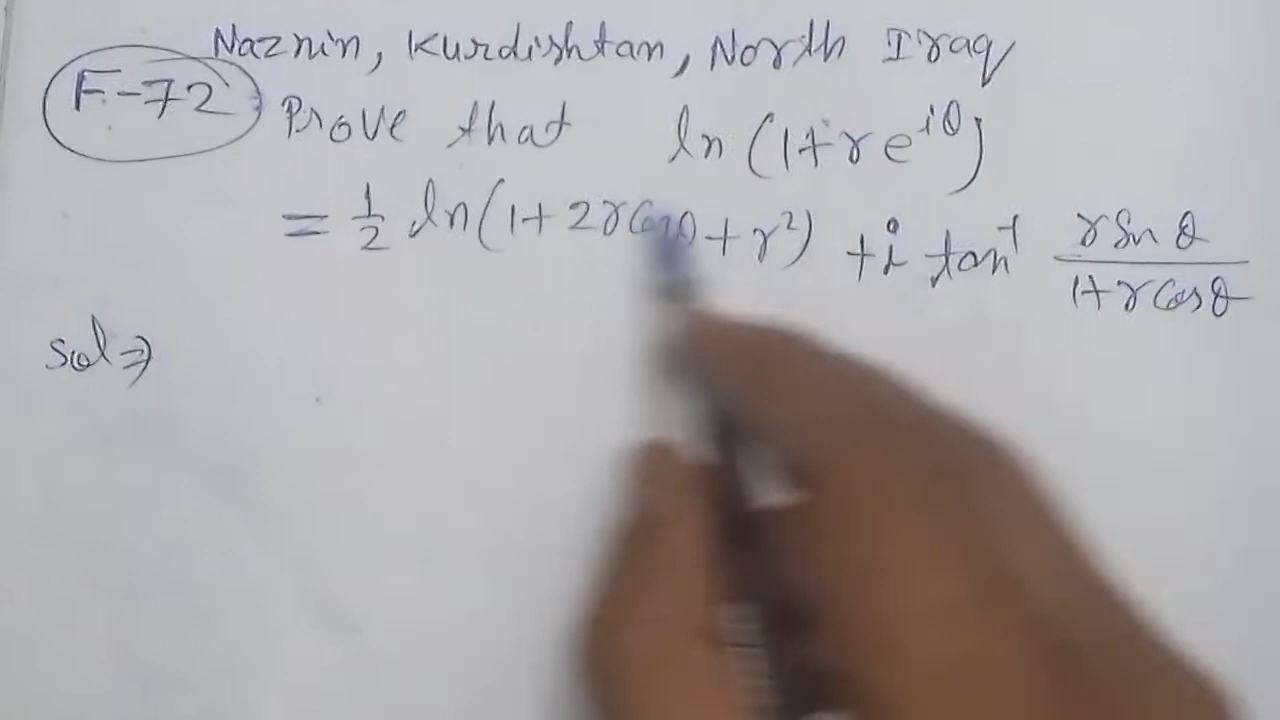 Naznin, Kurdishtan, North Iraq
F-72 Prove that ln (1+re^{iθ})
= 1/2 ln(1+2rCosθ+r²) + i tan⁻¹ rSinθ/1+rCosθ
Sol⇒